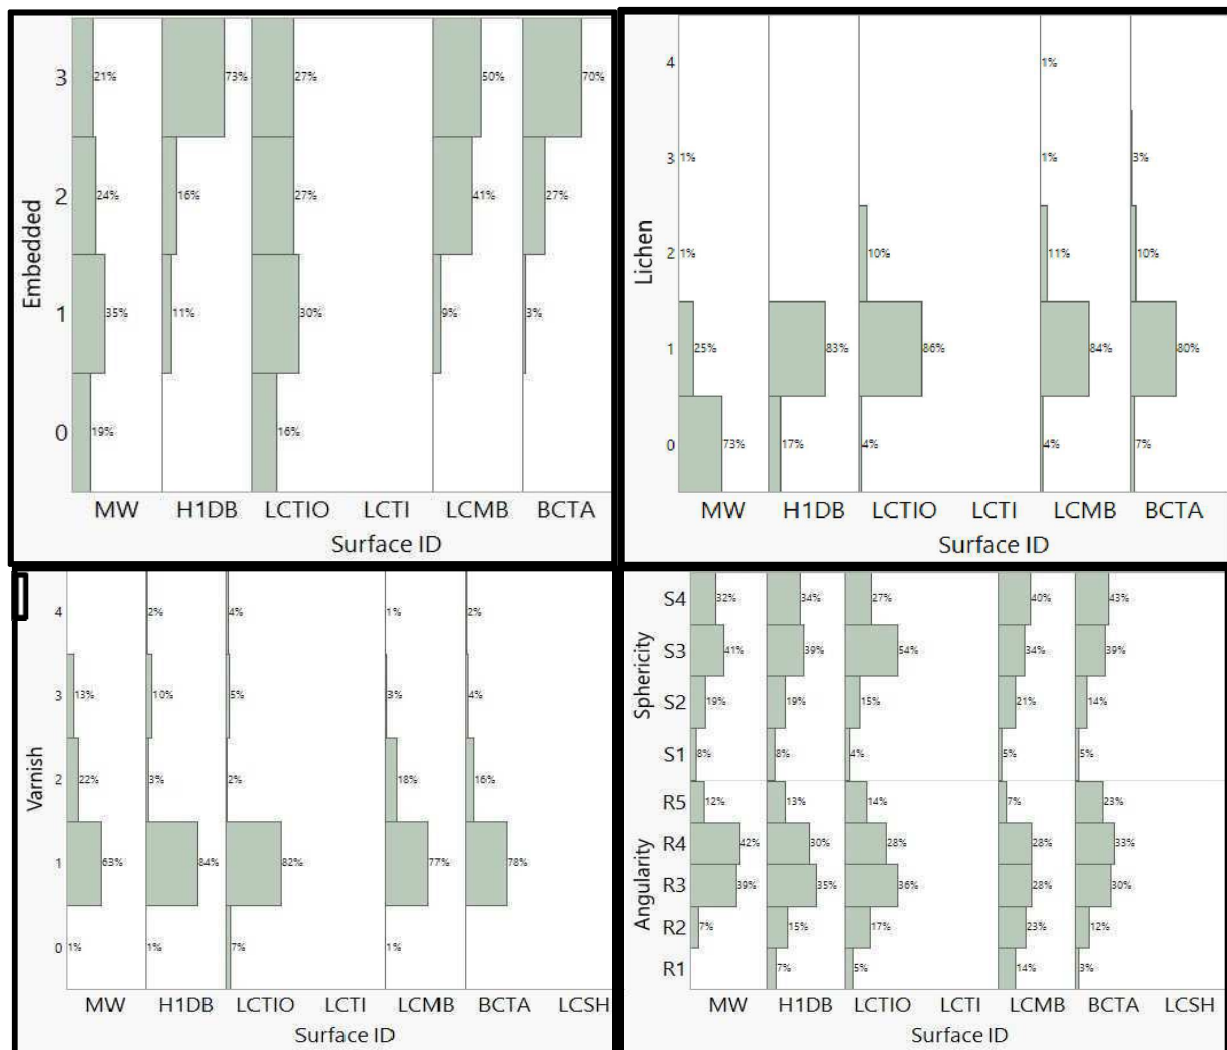 3 21% 73% 27% 50% 70%
2 24% 16% 27% 41% 27%
Embedded
1 35% 11% 30% 9% 3%
0 19% 16%
MW H1DB LCTIO LCTI LCMB BCTA
Surface ID
4 1%
3 1% 1% 3%
2 1% 10% 11% 10%
Lichen
1 25% 83% 86% 84% 80%
0 73% 17% 4% 4% 7%
MW H1DB LCTIO LCTI LCMB BCTA
Surface ID
4 2% 4% 1% 2%
3 13% 10% 5% 3% 4%
2 22% 3% 2% 18% 16%
Varnish
1 63% 84% 82% 77% 78%
0 1% 1% 7% 1%
MW H1DB LCTIO LCTI LCMB BCTA LCSH
Surface ID
Sphericity
S4 32% 34% 27% 40% 43%
S3 41% 39% 54% 34% 39%
S2 19% 19% 15% 21% 14%
S1 8% 8% 4% 5% 5%
Angularity
R5 12% 13% 14% 7% 23%
R4 42% 30% 28% 28% 33%
R3 39% 35% 36% 28% 30%
R2 7% 15% 17% 23% 12%
R1 7% 5% 14% 3%
MW H1DB LCTIO LCTI LCMB BCTA LCSH
Surface ID